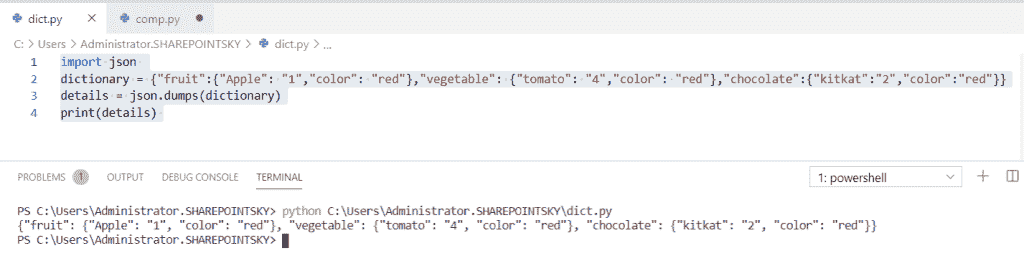 dict.py
comp.py
C: > Users > Administrator.SHAREPOINTSKY > dict.py > ...
1 import json
2 dictionary = {"fruit":{"Apple": "1","color": "red"},"vegetable": {"tomato": "4","color": "red"},"chocolate":{"kitkat":"2","color":"red"}}
3 details = json.dumps(dictionary)
4 print(details)
PROBLEMS 1 OUTPUT DEBUG CONSOLE TERMINAL 1: powershell
PS C:\Users\Administrator.SHAREPOINTSKY> python C:\Users\Administrator.SHAREPOINTSKY\dict.py
{"fruit": {"Apple": "1", "color": "red"}, "vegetable": {"tomato": "4", "color": "red"}, "chocolate": {"kitkat": "2", "color": "red"}}
PS C:\Users\Administrator.SHAREPOINTSKY>